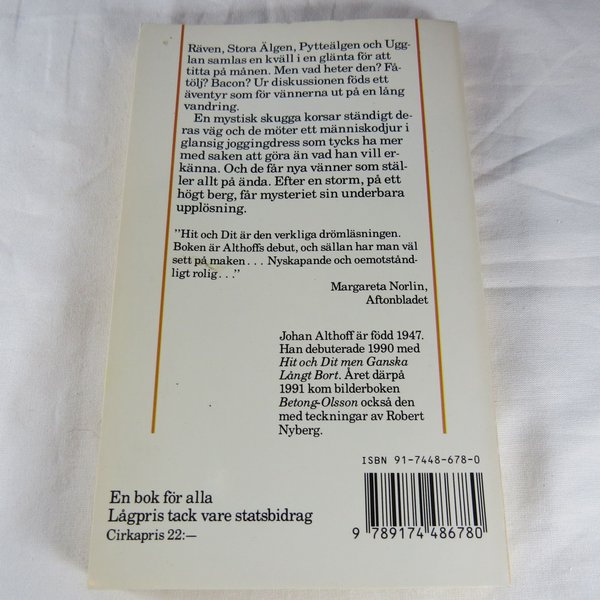 Räven, Stora Älgen, Pytteälgen och Ugg-
lan samlas en kväll i en glänta för att
titta på månen. Men vad heter den? Få-
tölj? Bacon? Ur diskussionen föds ett
äventyr som för vännerna ut på en lång
vandring.
En mystisk skugga korsar ständigt de-
ras väg och de möter ett människodjur i
glansig joggingdress som tycks ha mer
med saken att göra än vad han vill er-
känna. Och de får nya vänner som stäl-
ler allt på ända. Efter en storm, på ett
högt berg, får mysteriet sin underbara
upplösning.
"Hit och Dit är den verkliga drömläsningen.
Boken är Althoffs debut, och sällan har man väl
sett på maken... Nyskapande och oemotstånd-
ligt rolig..."
Margareta Norlin,
Aftonbladet
Johan Althoff är född 1947.
Han debuterade 1990 med
Hit och Dit men Ganska
Långt Bort. Året därpå
1991 kom bilderboken
Betong-Olsson också den
med teckningar av Robert
Nyberg.
ISBN 91-7448-678-0
En bok för alla
Lågpris tack vare statsbidrag
Cirkapris 22:—
9 789174 486780